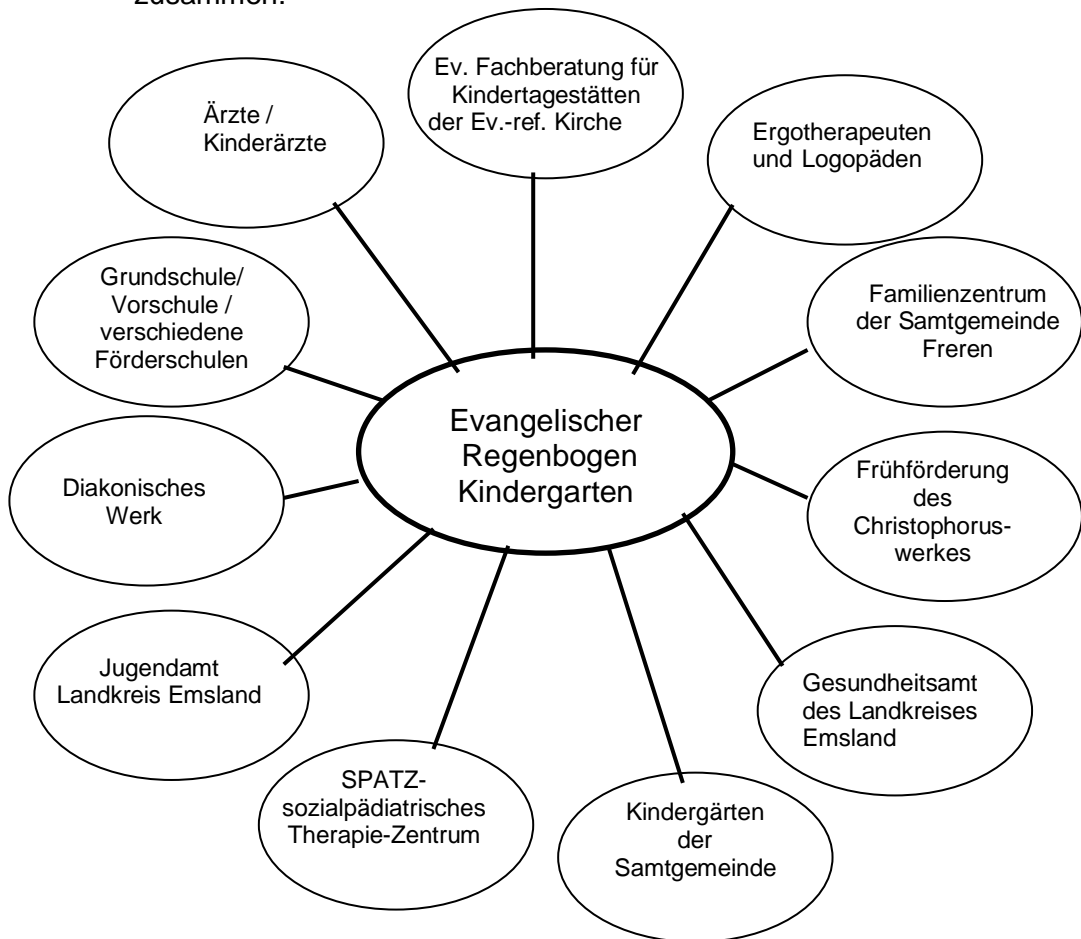 zusammen:
Ev. Fachberatung für
Kindertagestätten
der Ev.-ref. Kirche
Ärzte /
Kinderärzte
Ergotherapeuten
und Logopäden
Grundschule/
Vorschule /
verschiedene
Förderschulen
Familienzentrum
der Samtgemeinde
Freren
Evangelischer
Regenbogen
Kindergarten
Diakonisches
Werk
Frühförderung
des
Christophorus-
werkes
Jugendamt
Landkreis Emsland
Gesundheitsamt
des Landkreises
Emsland
SPATZ-
sozialpädiatrisches
Therapie-Zentrum
Kindergärten
der
Samtgemeinde